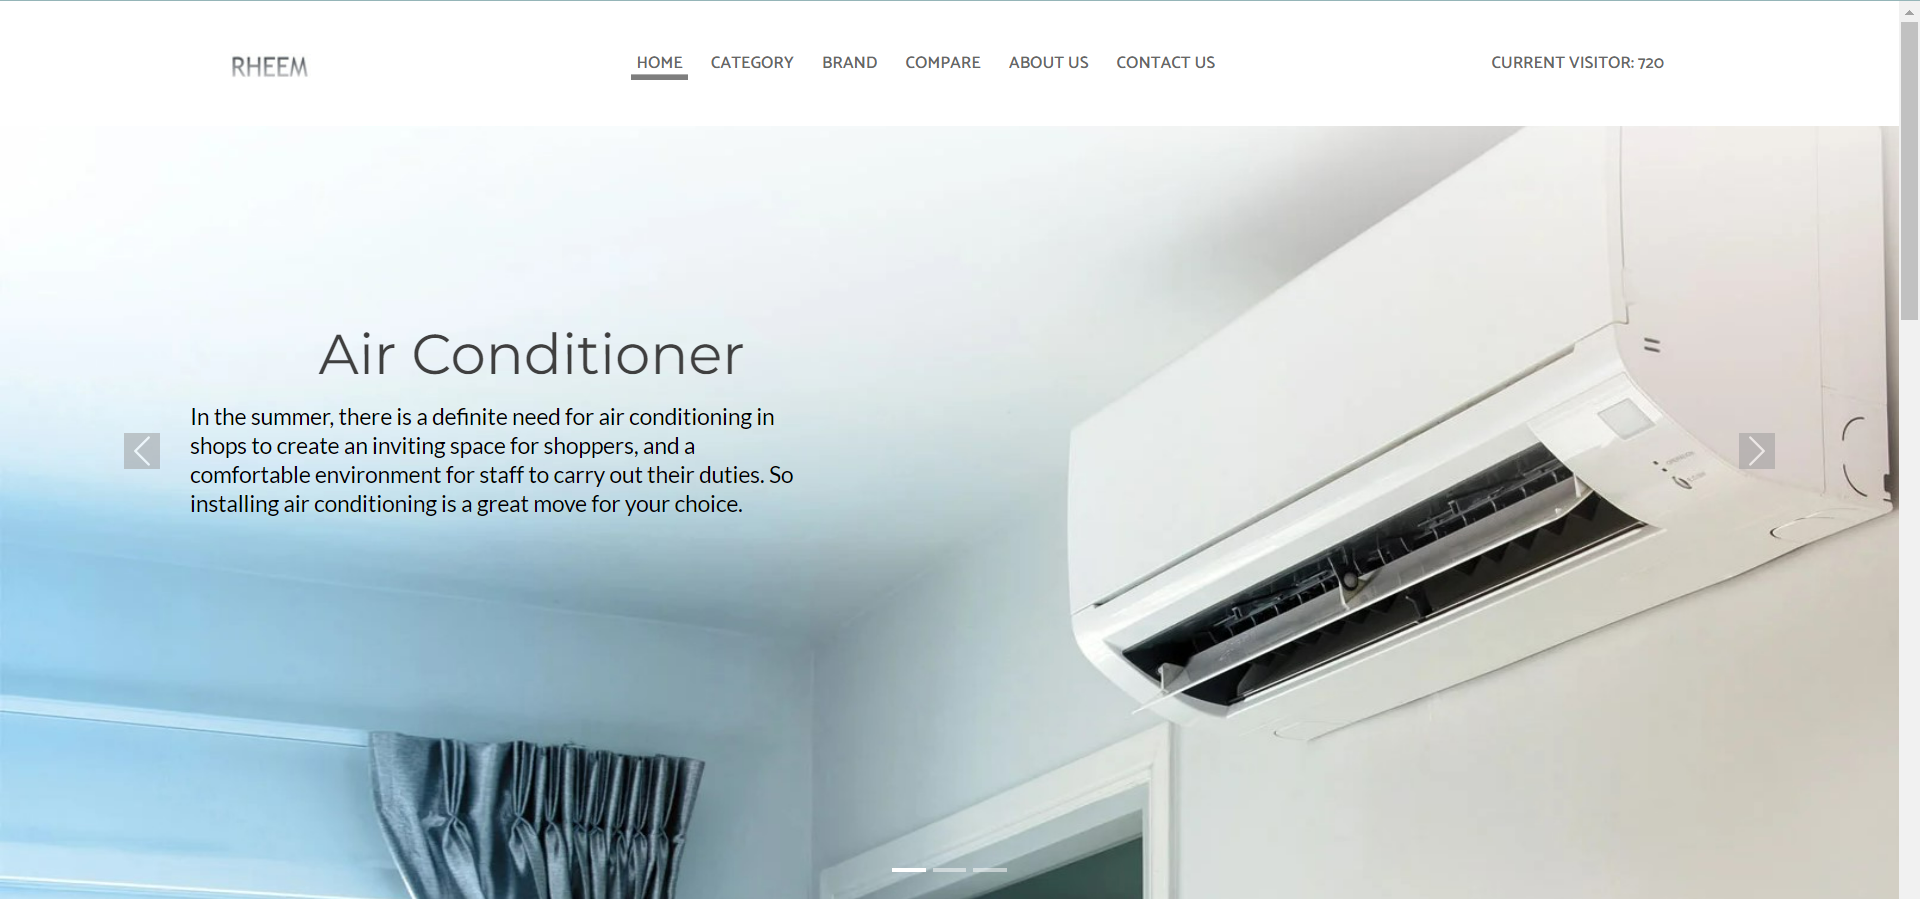 RHEEM
HOME
CATEGORY
BRAND
COMPARE
ABOUT US
CONTACT US
CURRENT VISITOR: 720
Air Conditioner
In the summer, there is a definite need for air conditioning in
shops to create an inviting space for shoppers, and a
comfortable environment for staff to carry out their duties. So
installing air conditioning is a great move for your choice.